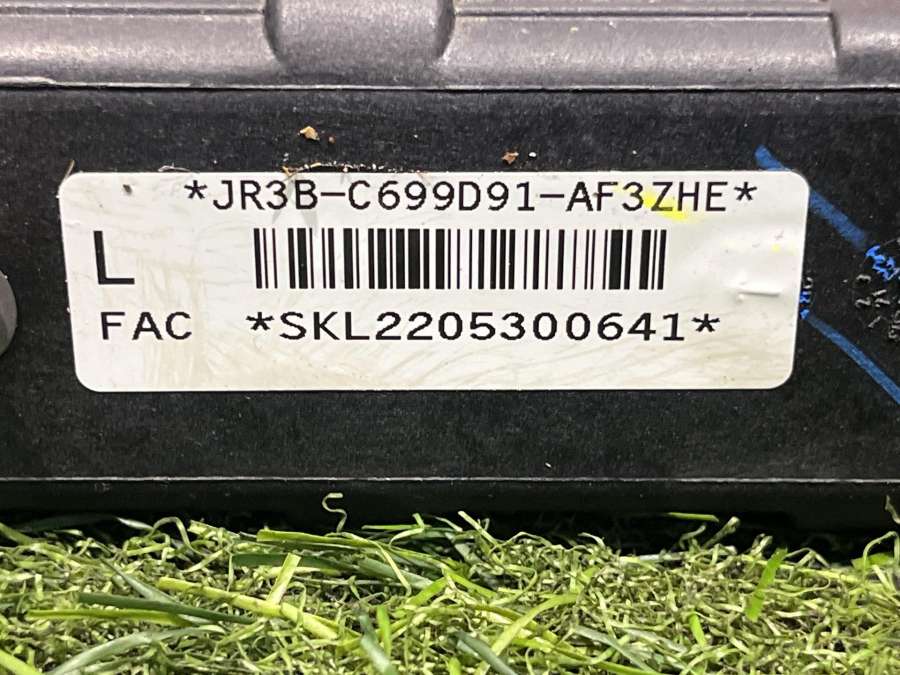 *JR3B-C699D91-AF3ZHE*
L
FAC *SKL2205300641*